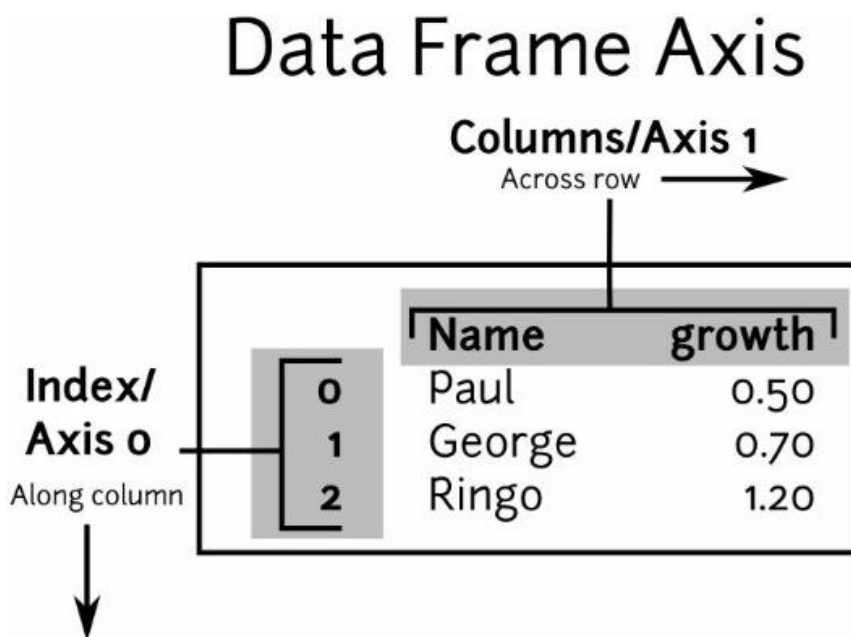 Data Frame Axis
Columns/Axis 1
Across row
Name growth
Index/
Axis 0
Along column
0 Paul 0.50
1 George 0.70
2 Ringo 1.20